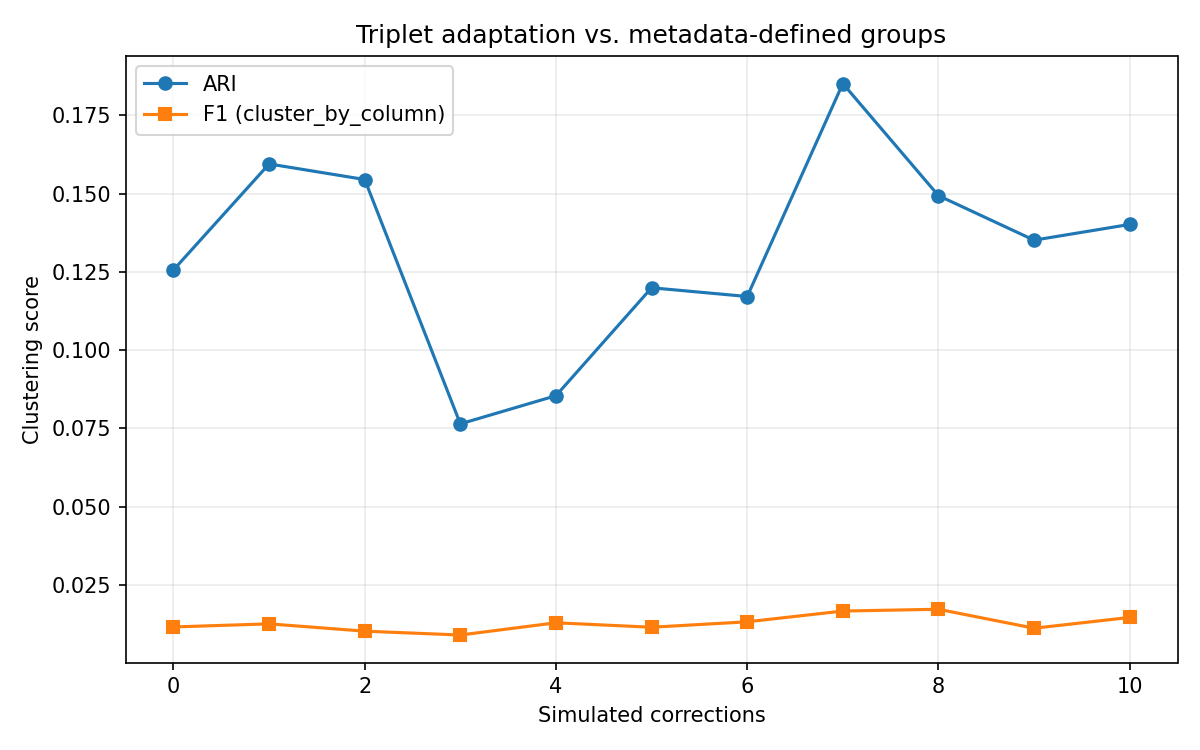 Triplet adaptation vs. metadata-defined groups
ARI
F1 (cluster_by_column)
Clustering score
0.175
0.150
0.125
0.100
0.075
0.050
0.025
0 2 4 6 8 10
Simulated corrections